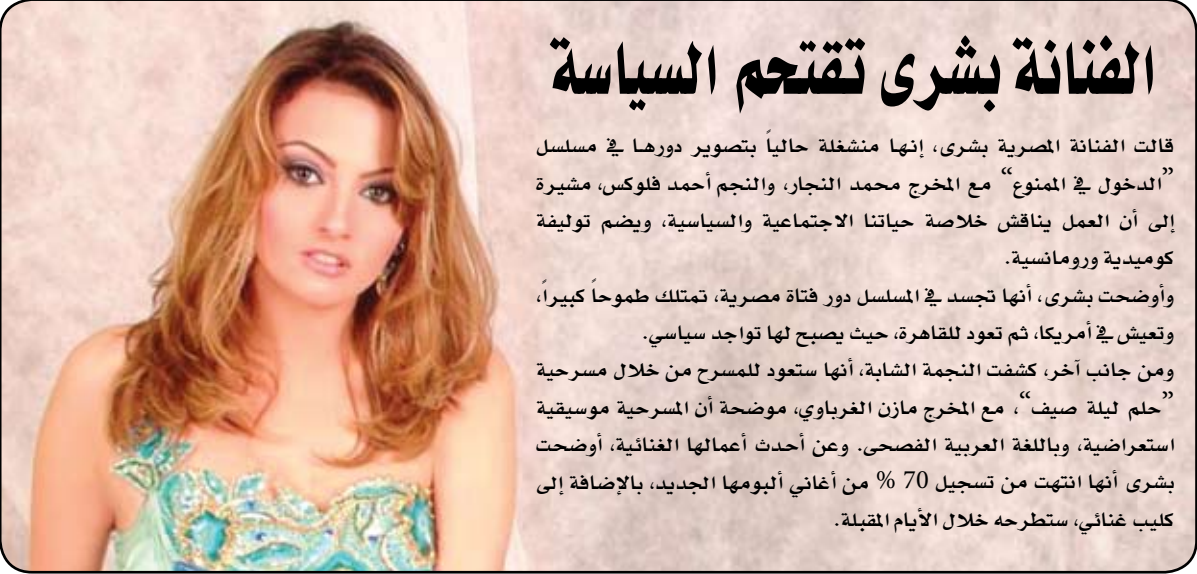 الفنانة بشرى تقتحم السياسة
قالت الفنانة المصرية بشرى، إنها منشغلة حالياً بتصوير دورها في مسلسل
”الدخول في الممنوع“ مع المخرج محمد النجار، والنجم أحمد فلوكس، مشيرة
إلى أن العمل يناقش خلاصة حياتنا الاجتماعية والسياسية، ويضم توليفة
كوميدية ورومانسية.
وأوضحت بشرى، أنها تجسد في المسلسل دور فتاة مصرية، تمتلك طموحاً كبيراً،
وتعيش في أمريكا، ثم تعود للقاهرة، حيث يصبح لها تواجد سياسي.
ومن جانب آخر، كشفت النجمة الشابة، أنها ستعود للمسرح من خلال مسرحية
”حلم ليلة صيف“، مع المخرج مازن الغرباوي، موضحة أن المسرحية موسيقية
استعراضية، وباللغة العربية الفصحى. وعن أحدث أعمالها الغنائية، أوضحت
بشرى أنها انتهت من تسجيل 70 % من أغاني ألبومها الجديد، بالإضافة إلى
كليب غنائي، ستطرحه خلال الأيام المقبلة.